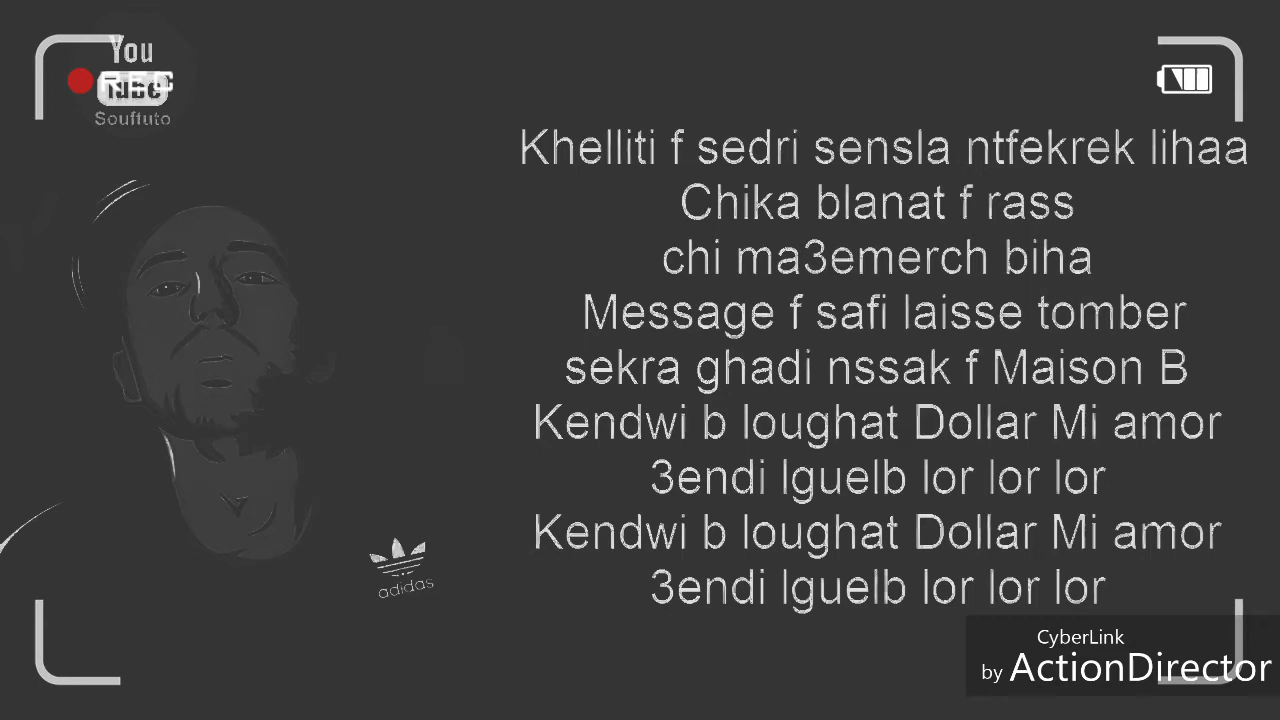 You
REC
Souftuto
Khelliti f sedri sensla ntfekrek lihaa
Chika blanat f rass
chi ma3emerch biha
Message f safi laisse tomber
sekra ghadi nssak f Maison B
Kendwi b loughat Dollar Mi amor
3endi lguelb lor lor lor
Kendwi b loughat Dollar Mi amor
3endi lguelb lor lor lor
adidas
CyberLink
by ActionDirector